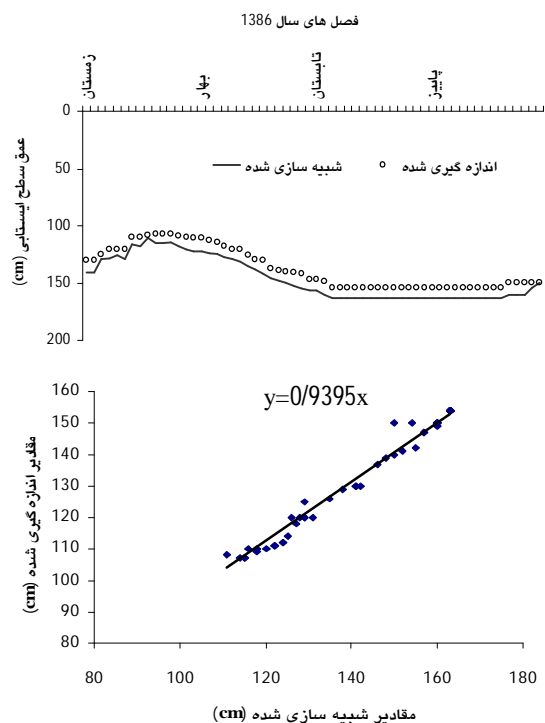 فصل های سال 1386
زمستان
بهار
تابستان
پاییز
0
50
100
150
200
عمق سطح ایستابی (cm)
شبیه سازی شده
اندازه گیری شده
160
150
140
130
120
110
100
90
80
مقادیر اندازه گیری شده (cm)
y=0/9395x
80 100 120 140 160
مقادیر شبیه سازی شده (cm)